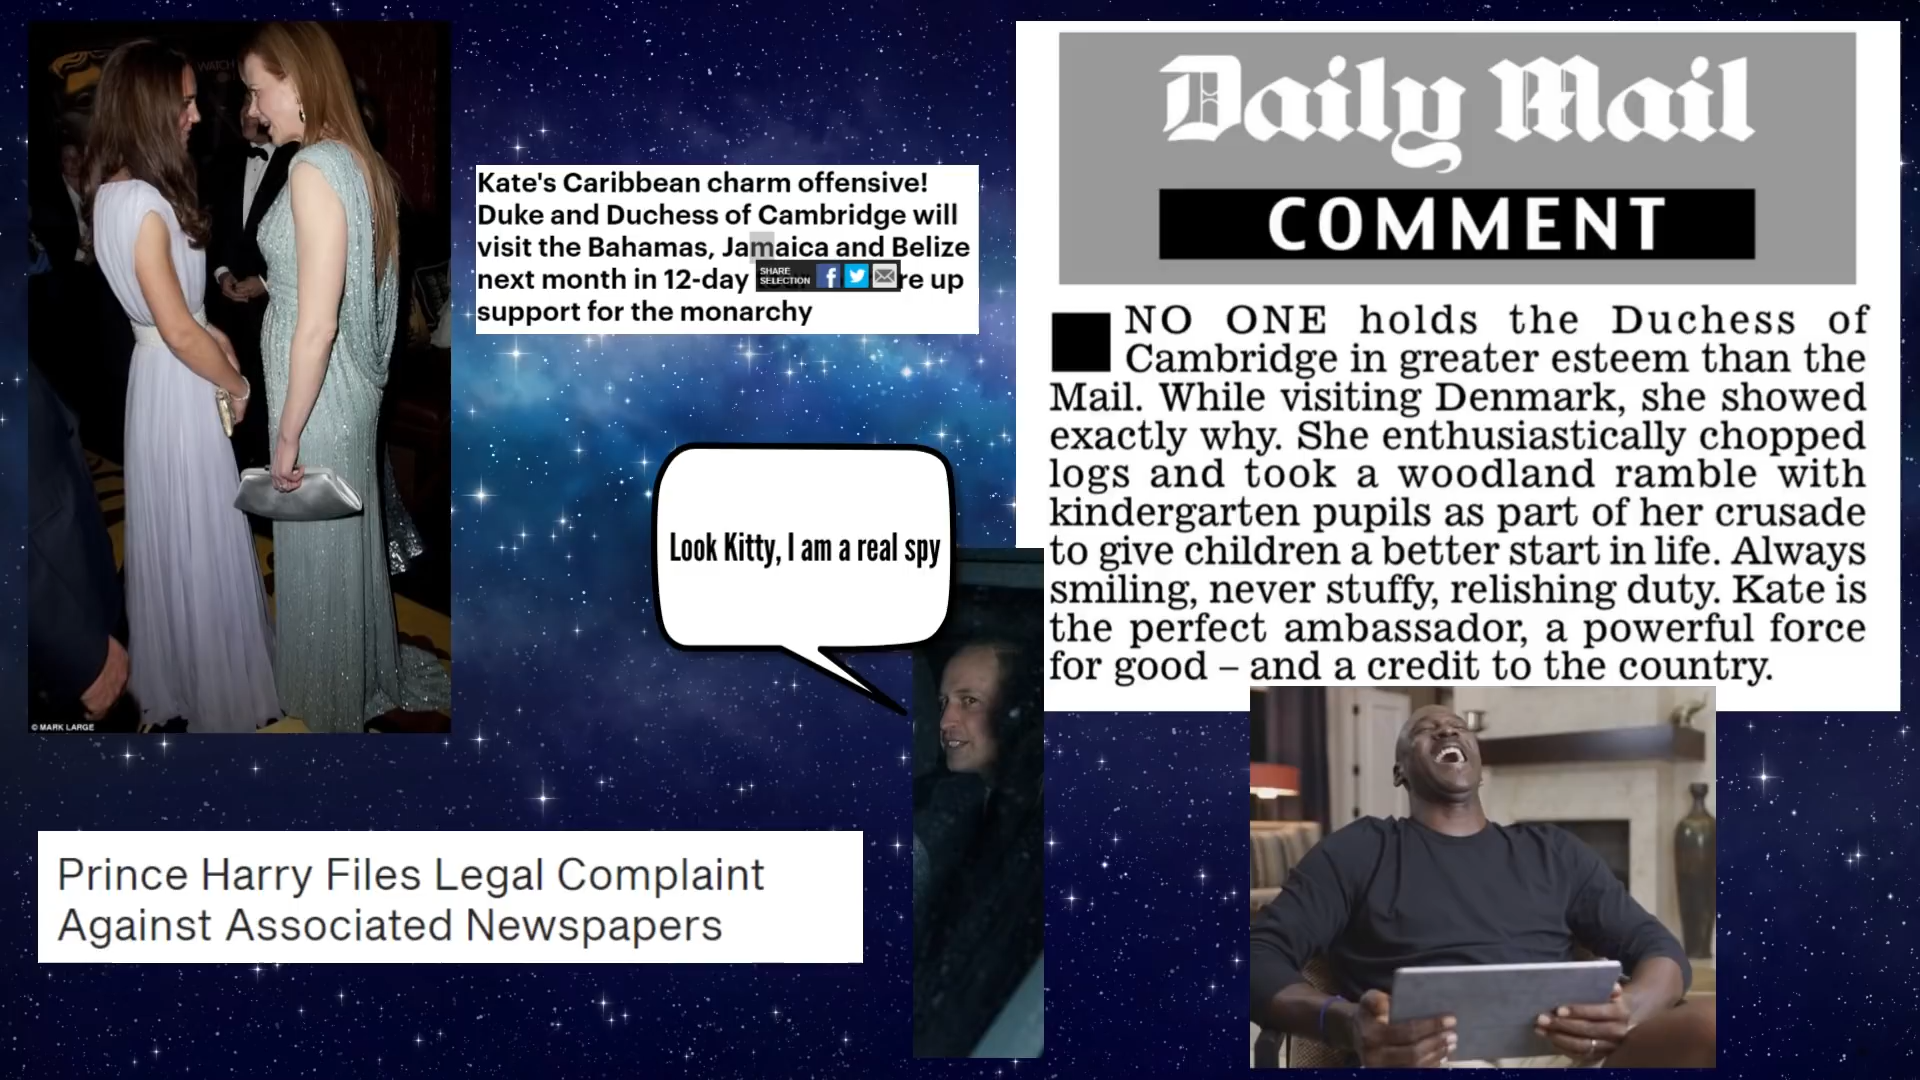 WATCH
© MARK LARGE
Kate's Caribbean charm offensive!
Duke and Duchess of Cambridge will
visit the Bahamas, Jamaica and Belize
next month in 12-day
re up
support for the monarchy
SHARE
SELECTION
Look Kitty, I am a real spy
Daily Mail
COMMENT
NO ONE holds the Duchess of
Cambridge in greater esteem than the
Mail. While visiting Denmark, she showed
exactly why. She enthusiastically chopped
logs and took a woodland ramble with
kindergarten pupils as part of her crusade
to give children a better start in life. Always
smiling, never stuffy, relishing duty. Kate is
the perfect ambassador, a powerful force
for good – and a credit to the country.
Prince Harry Files Legal Complaint
Against Associated Newspapers